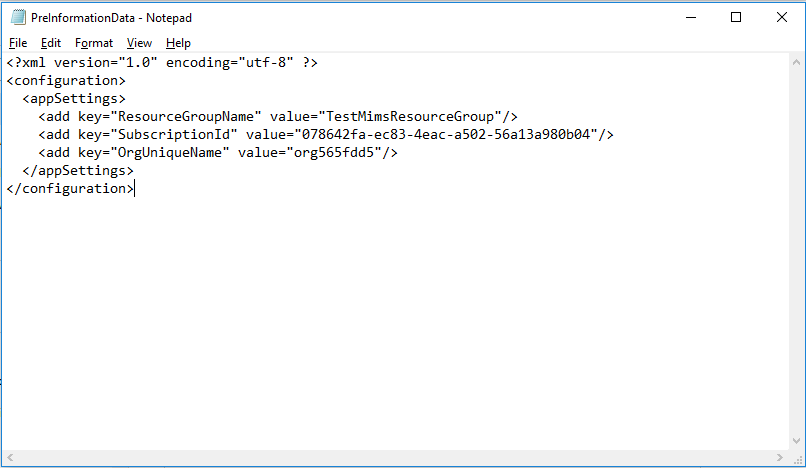 PreInformationData - Notepad
File Edit Format View Help
<?xml version="1.0" encoding="utf-8" ?>
<configuration>
  <appSettings>
    <add key="ResourceGroupName" value="TestMimsResourceGroup"/>
    <add key="SubscriptionId" value="078642fa-ec83-4eac-a502-56a13a980b04"/>
    <add key="OrgUniqueName" value="org565fdd5"/>
  </appSettings>
</configuration>